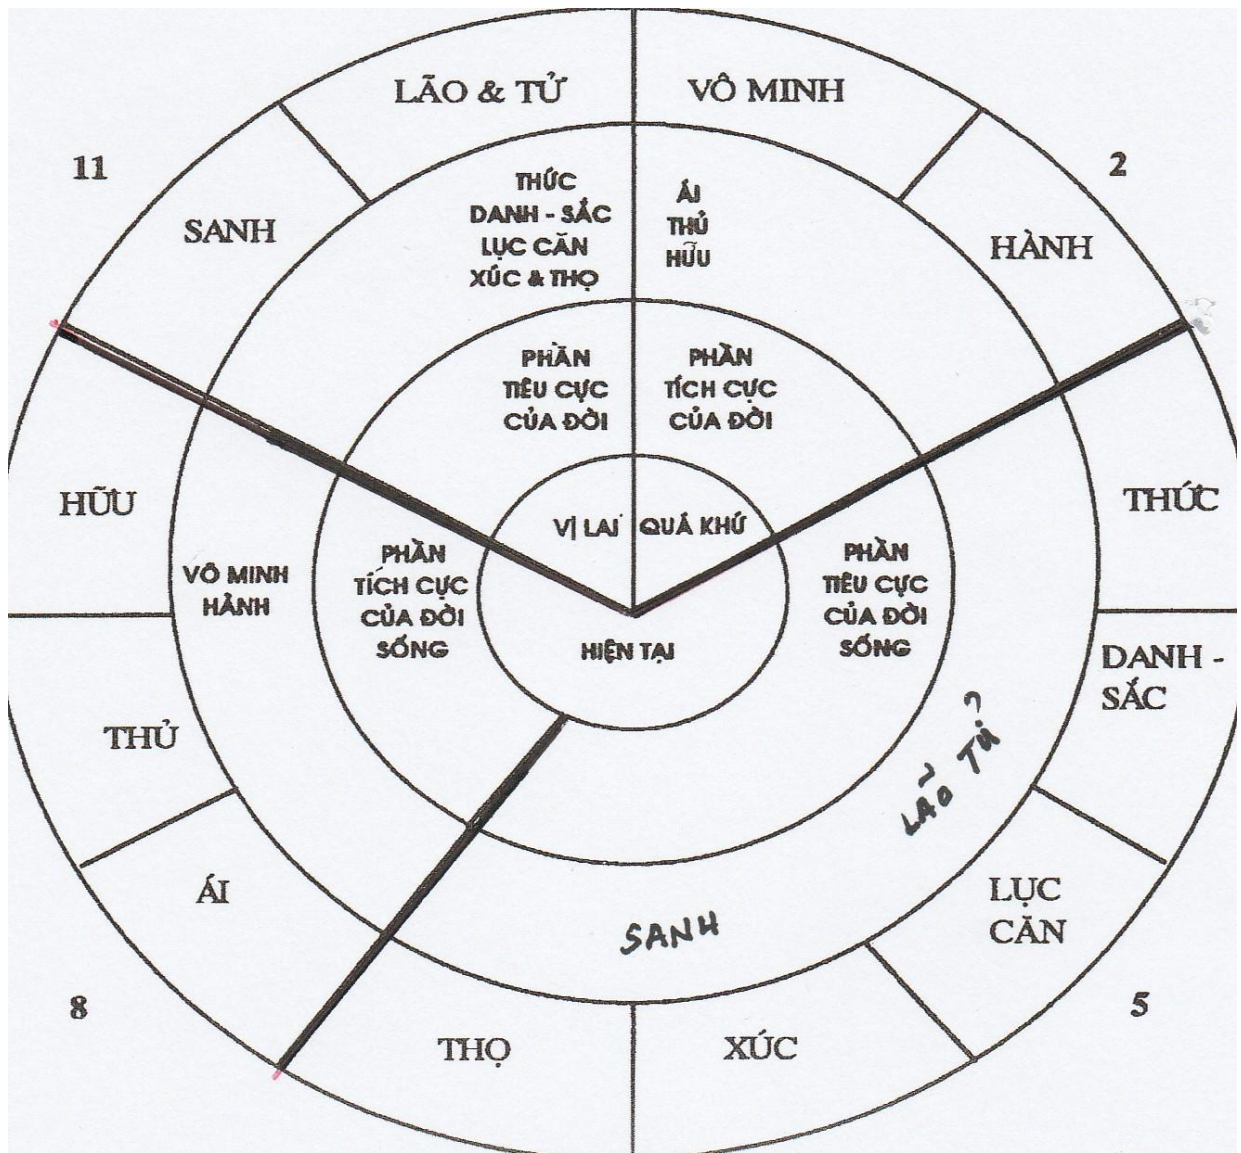 LÃO & TỬ
VÔ MINH
11
2
SANH
HÀNH
THỨC
DANH - SẮC
LỤC CĂN
XÚC & THỌ
ÁI
THỦ
HỮU
PHẦN
TIÊU CỰC
CỦA ĐỜI
PHẦN
TÍCH CỰC
CỦA ĐỜI
HỮU
THỨC
VỊ LAI
QUÁ KHỨ
VÔ MINH
HÀNH
PHẦN
TÍCH CỰC
CỦA ĐỜI
SỐNG
PHẦN
TIÊU CỰC
CỦA ĐỜI
SỐNG
HIỆN TẠI
DANH -
SẮC
THỦ
LÃO TỬ
ÁI
LỤC
CĂN
SANH
8
5
THỌ
XÚC